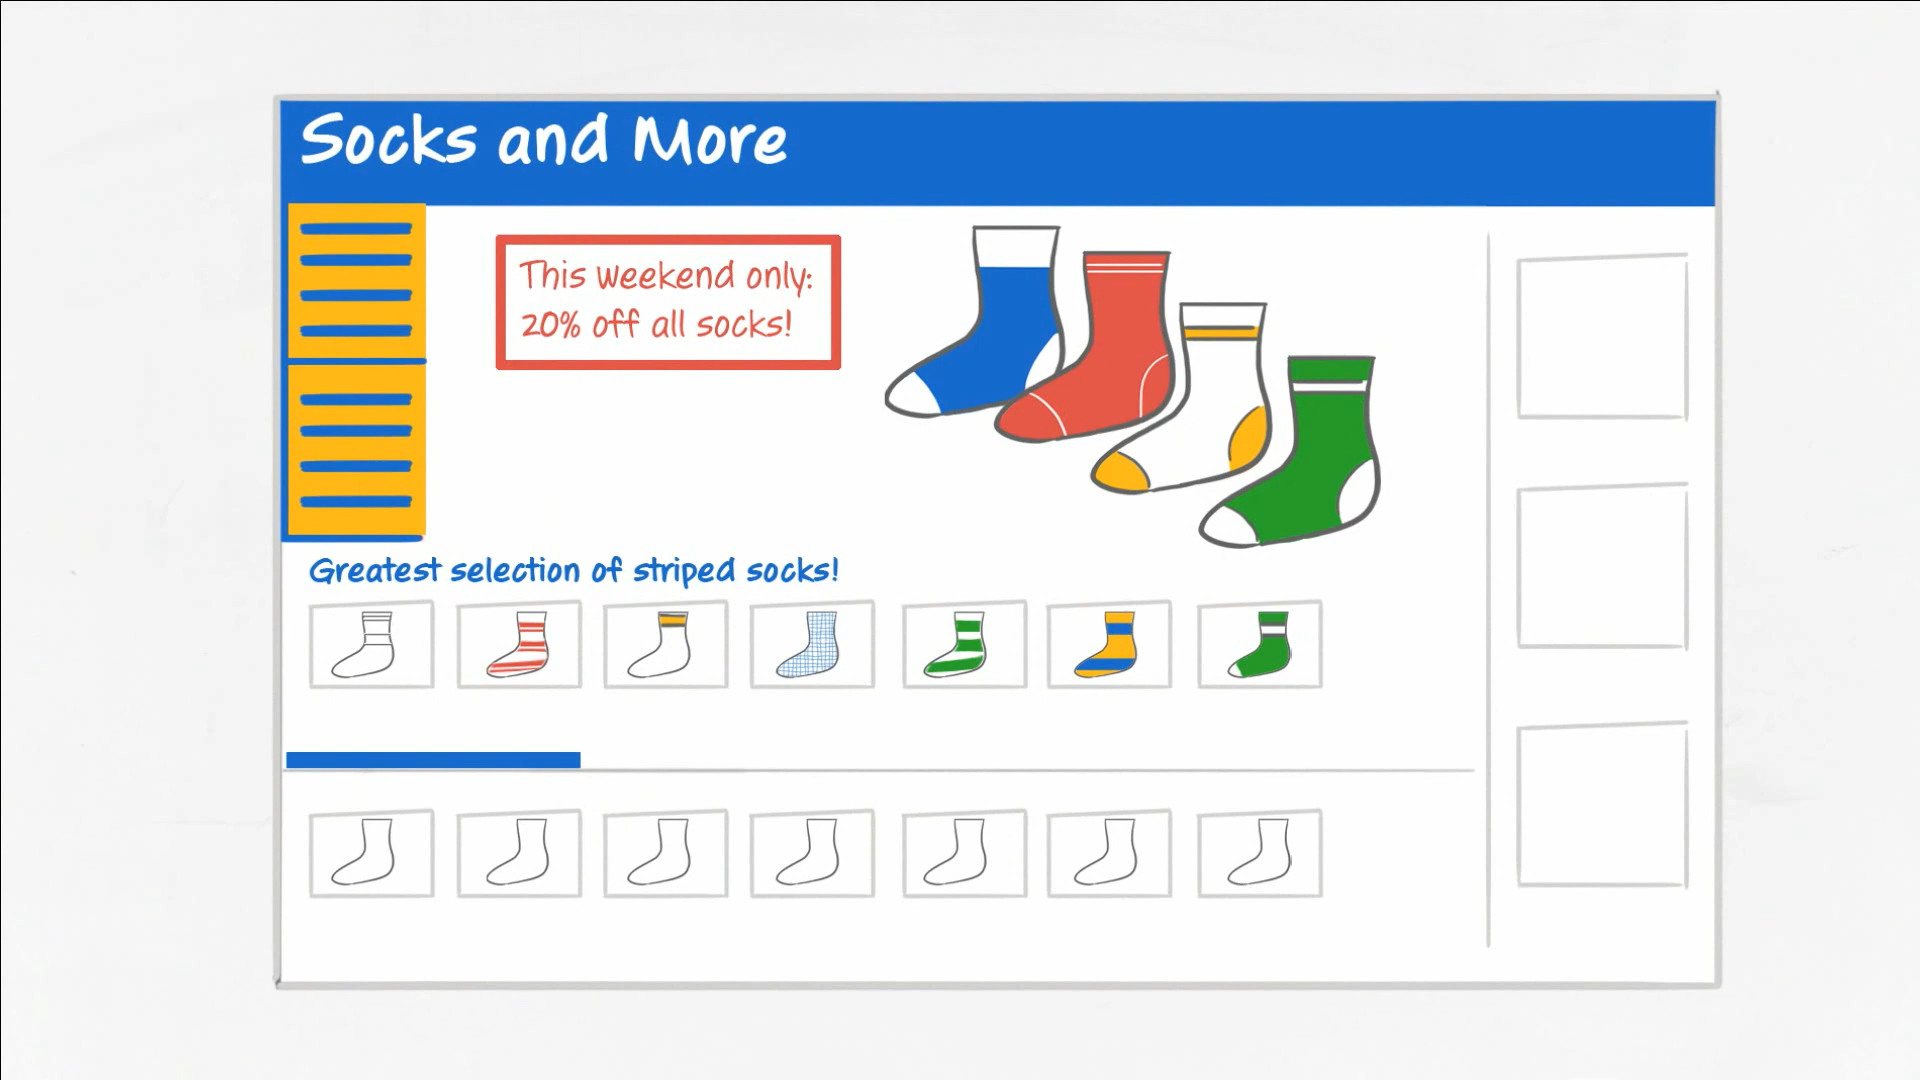 Socks and More
This weekend only:
20% off all socks!
Greatest selection of striped socks!